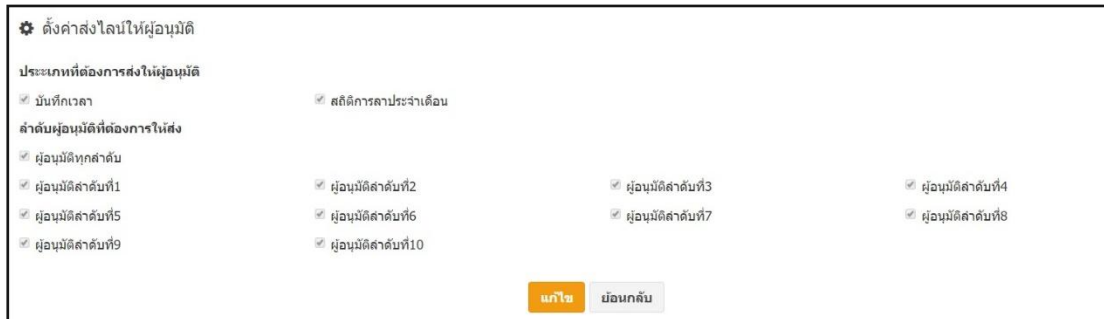 ตั้งค่าส่งไลน์ให้ผู้อนุมัติ
ประะเภทที่ต้องการส่งให้ผู้อนุมัติ
บันทึกเวลา สถิติการลาประจำเดือน
ลำดับผู้อนุมัติที่ต้องการให้ส่ง
ผู้อนุมัติทุกลำดับ
ผู้อนุมัติลำดับที่1 ผู้อนุมัติลำดับที่2 ผู้อนุมัติลำดับที่3 ผู้อนุมัติลำดับที่4
ผู้อนุมัติลำดับที่5 ผู้อนุมัติลำดับที่6 ผู้อนุมัติลำดับที่7 ผู้อนุมัติลำดับที่8
ผู้อนุมัติลำดับที่9 ผู้อนุมัติลำดับที่10
แก้ไข ย้อนกลับ